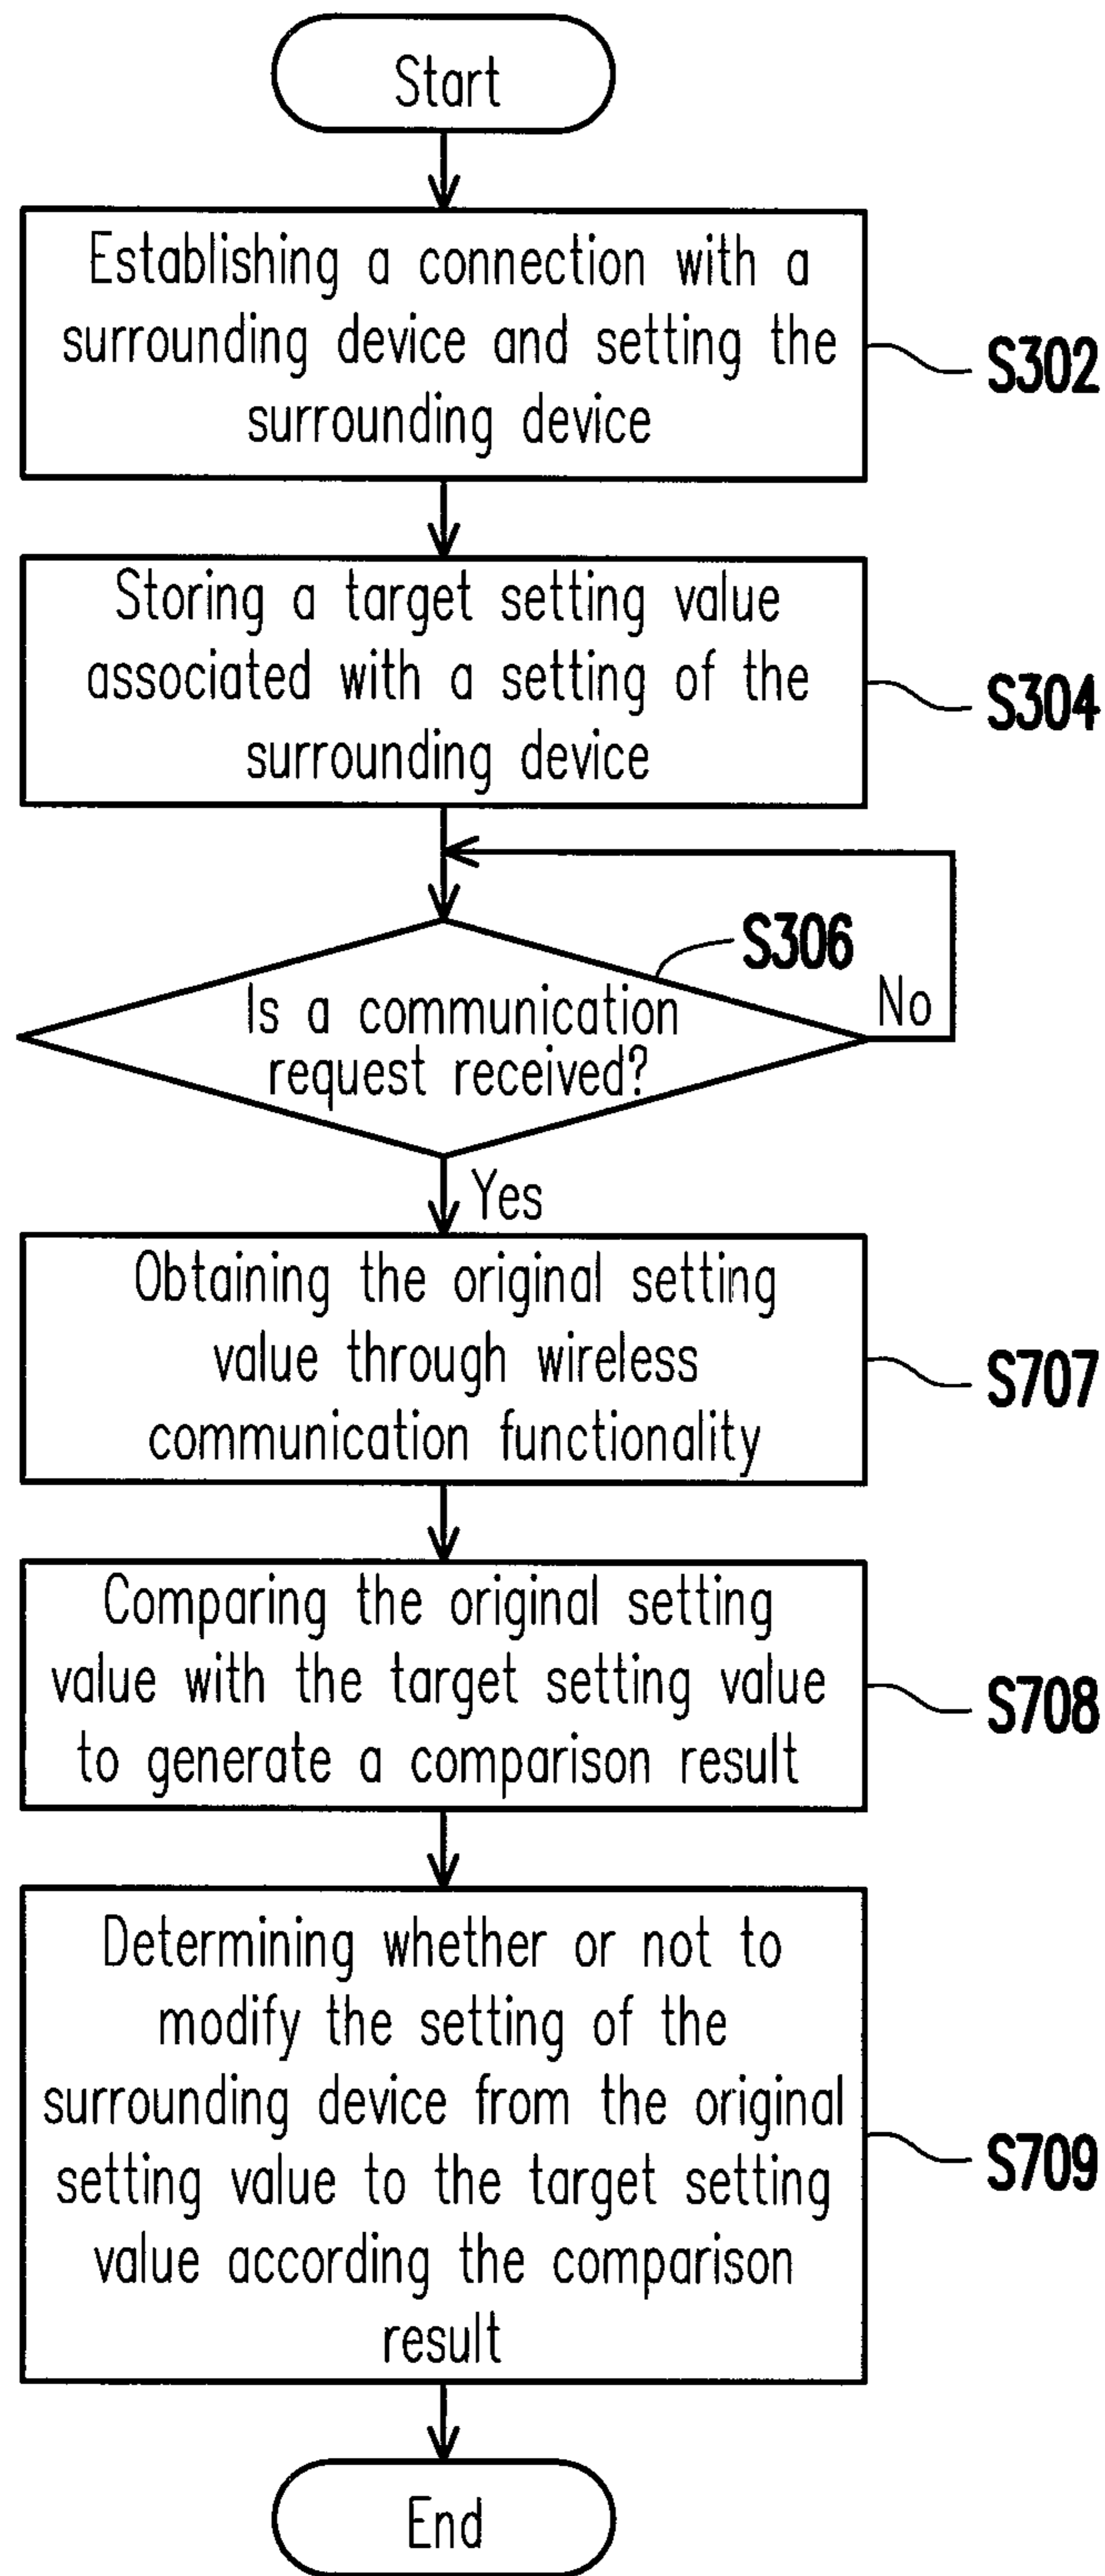 Start
Establishing a connection with a
surrounding device and setting the
surrounding device
S302
Storing a target setting value
associated with a setting of the
surrounding device
S304
S306
Is a communication
request received?
No
Yes
Obtaining the original setting
value through wireless
communication functionality
S707
Comparing the original setting
value with the target setting value
to generate a comparison result
S708
Determining whether or not to
modify the setting of the
surrounding device from the original
setting value to the target setting
value according the comparison
result
S709
End